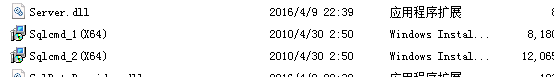 Server.dll 2016/4/9 22:39 应用程序扩展
Sqlcmd_1(X64) 2010/4/30 2:50 Windows Instal... 8,180
Sqlcmd_2(X64) 2010/4/30 2:50 Windows Instal... 12,065